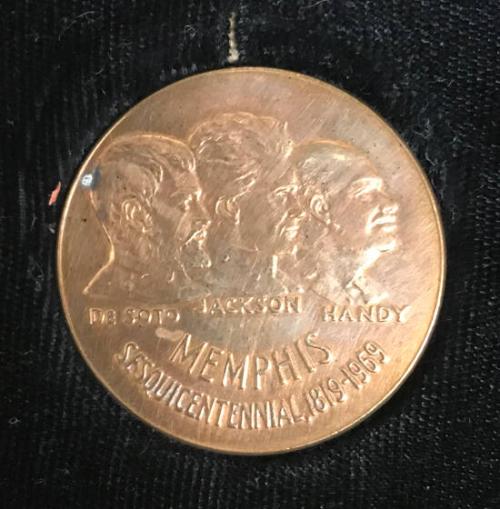 DE SOTO JACKSON HANDY
MEMPHIS
SESQUICENTENNIAL, 1819-1969